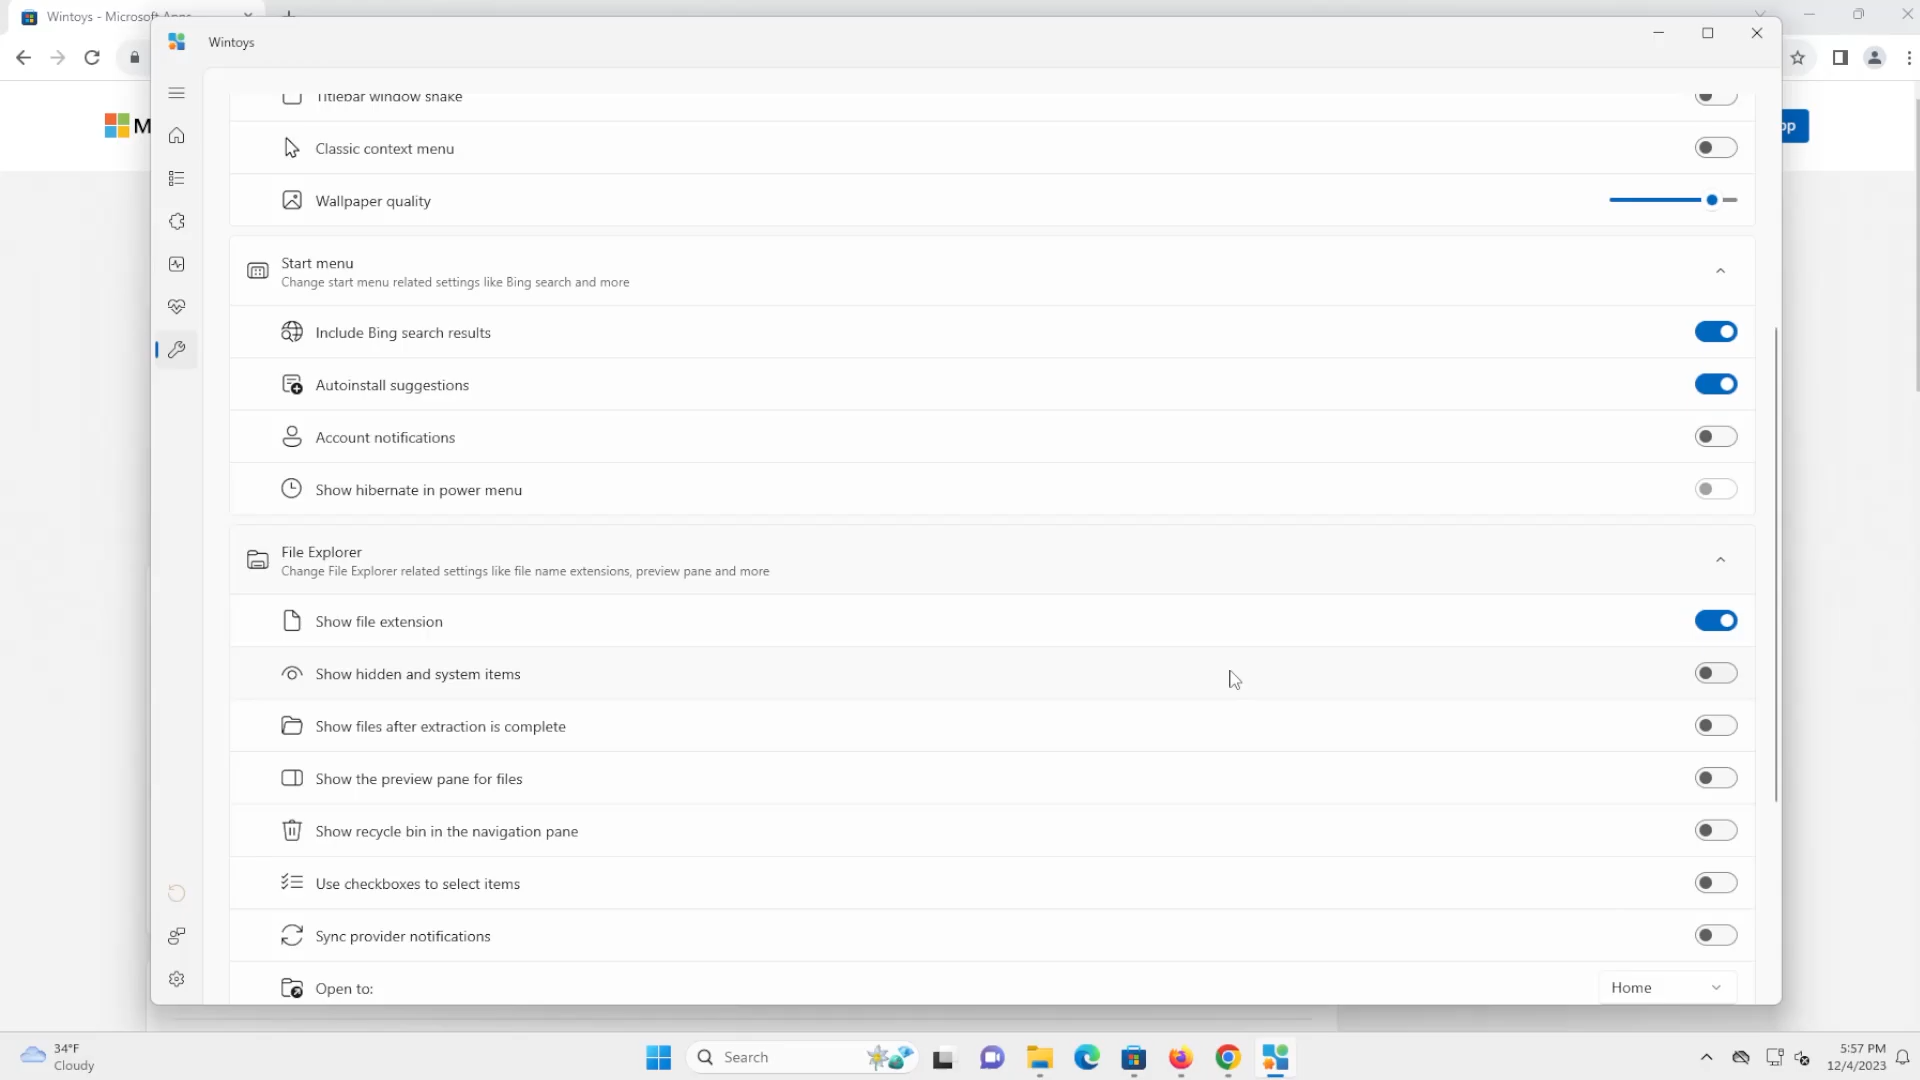 Wintoys - Microsoft Apps
Wintoys
M
op
Titlebar window shake
Classic context menu
Wallpaper quality
Start menu
Change start menu related settings like Bing search and more
Include Bing search results
Autoinstall suggestions
Account notifications
Show hibernate in power menu
File Explorer
Change File Explorer related settings like file name extensions, preview pane and more
Show file extension
Show hidden and system items
Show files after extraction is complete
Show the preview pane for files
Show recycle bin in the navigation pane
Use checkboxes to select items
Sync provider notifications
Open to:
Home
34°F
Cloudy
Search
5:57 PM
12/4/2023